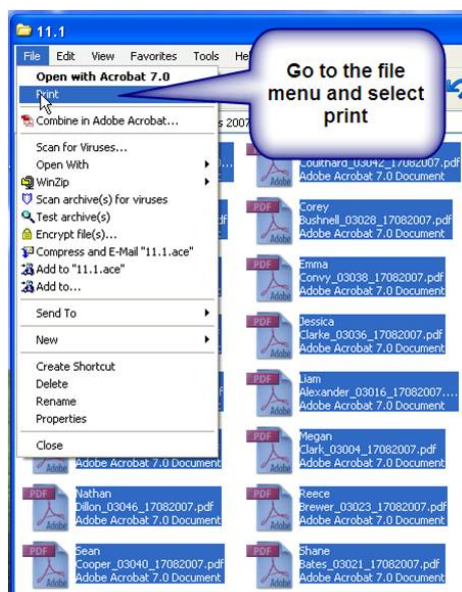 11.1
File Edit View Favorites Tools He
Go to the file
menu and select
print
Open with Acrobat 7.0
Print
Combine in Adobe Acrobat...
s 2007
Scan for Viruses...
Open With
WinZip
Scan archive(s) for viruses
Test archive(s)
Encrypt file(s)...
Compress and E-Mail "11.1.ace"
Add to "11.1.ace"
Add to...
Send To
New
Create Shortcut
Delete
Rename
Properties
Close
Coulthard_03042_17082007.pdf
Adobe Acrobat 7.0 Document
Corey
Bushnell_03028_17082007.pdf
Adobe Acrobat 7.0 Document
Emma
Convy_03038_17082007.pdf
Adobe Acrobat 7.0 Document
Jessica
Clarke_03036_17082007.pdf
Adobe Acrobat 7.0 Document
Liam
Alexander_03016_17082007....
Adobe Acrobat 7.0 Document
Adobe Acrobat 7.0 Document
Megan
Clark_03004_17082007.pdf
Adobe Acrobat 7.0 Document
Nathan
Dillon_03046_17082007.pdf
Adobe Acrobat 7.0 Document
Reece
Brewer_03023_17082007.pdf
Adobe Acrobat 7.0 Document
Sean
Cooper_03040_17082007.pdf
Adobe Acrobat 7.0 Document
Shane
Bates_03021_17082007.pdf
Adobe Acrobat 7.0 Document